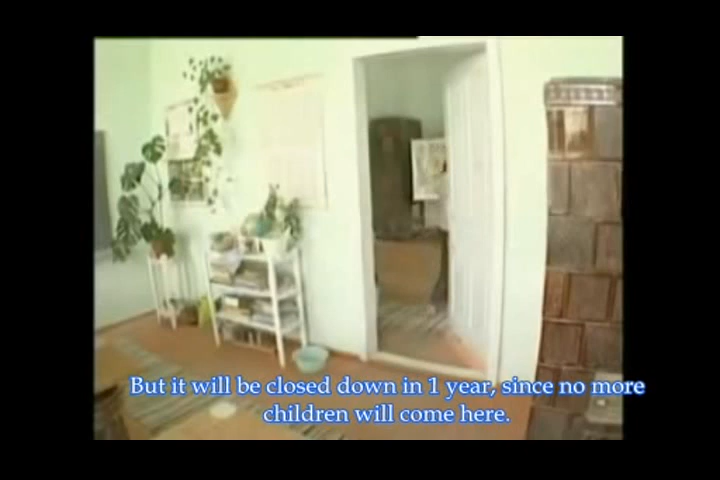 But it will be closed down in 1 year, since no more
children will come here.